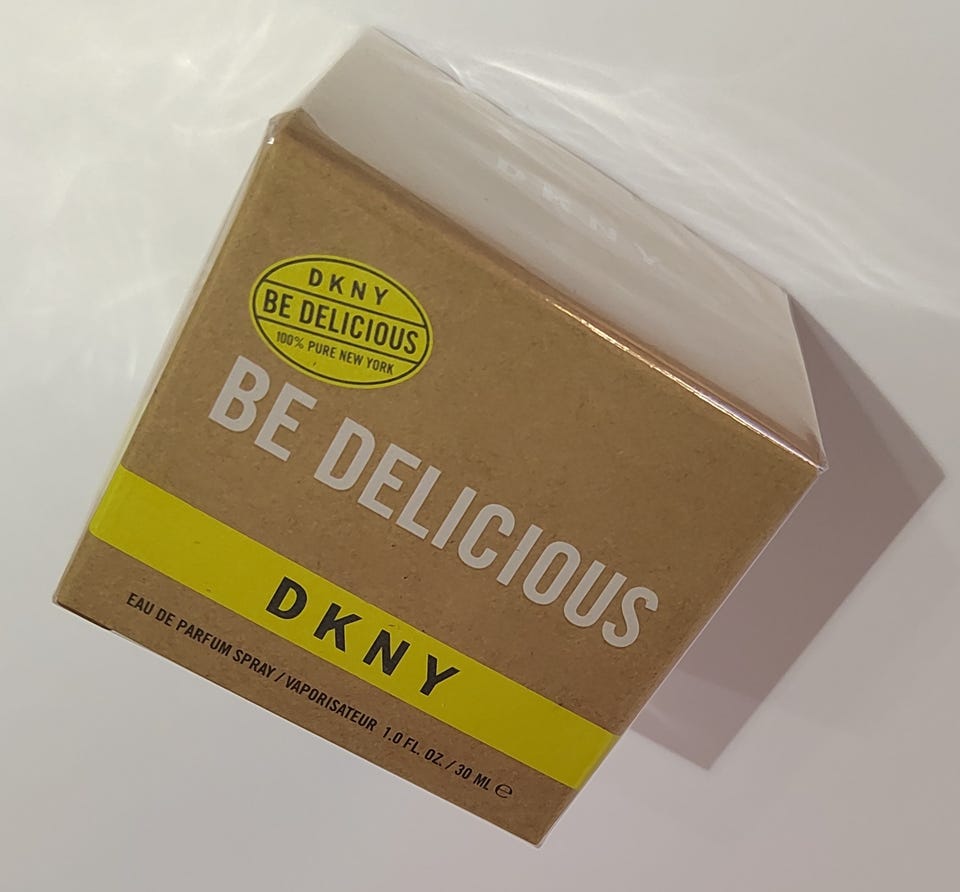 DKNY
DKNY
BE DELICIOUS
100% PURE NEW YORK
BE DELICIOUS
DKNY
EAU DE PARFUM SPRAY / VAPORISATEUR 1.0 FL. OZ. / 30 ML ℮